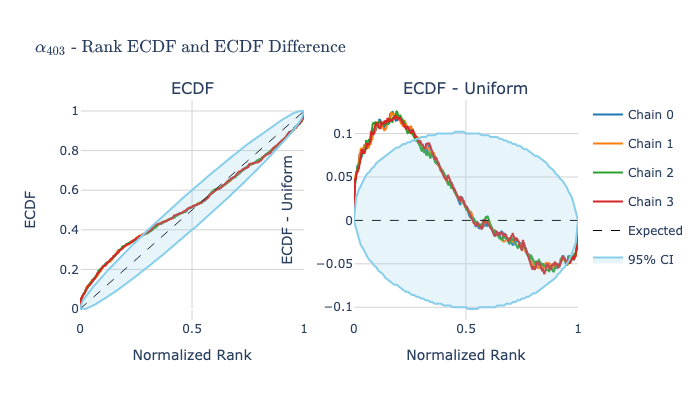 α403 - Rank ECDF and ECDF Difference
ECDF
ECDF - Uniform
ECDF
1
0.8
0.6
0.4
0.2
0
0
0.5
1
Normalized Rank
ECDF - Uniform
0.1
0.05
0
−0.05
−0.1
0
0.5
1
Normalized Rank
Chain 0
Chain 1
Chain 2
Chain 3
Expected
95% CI